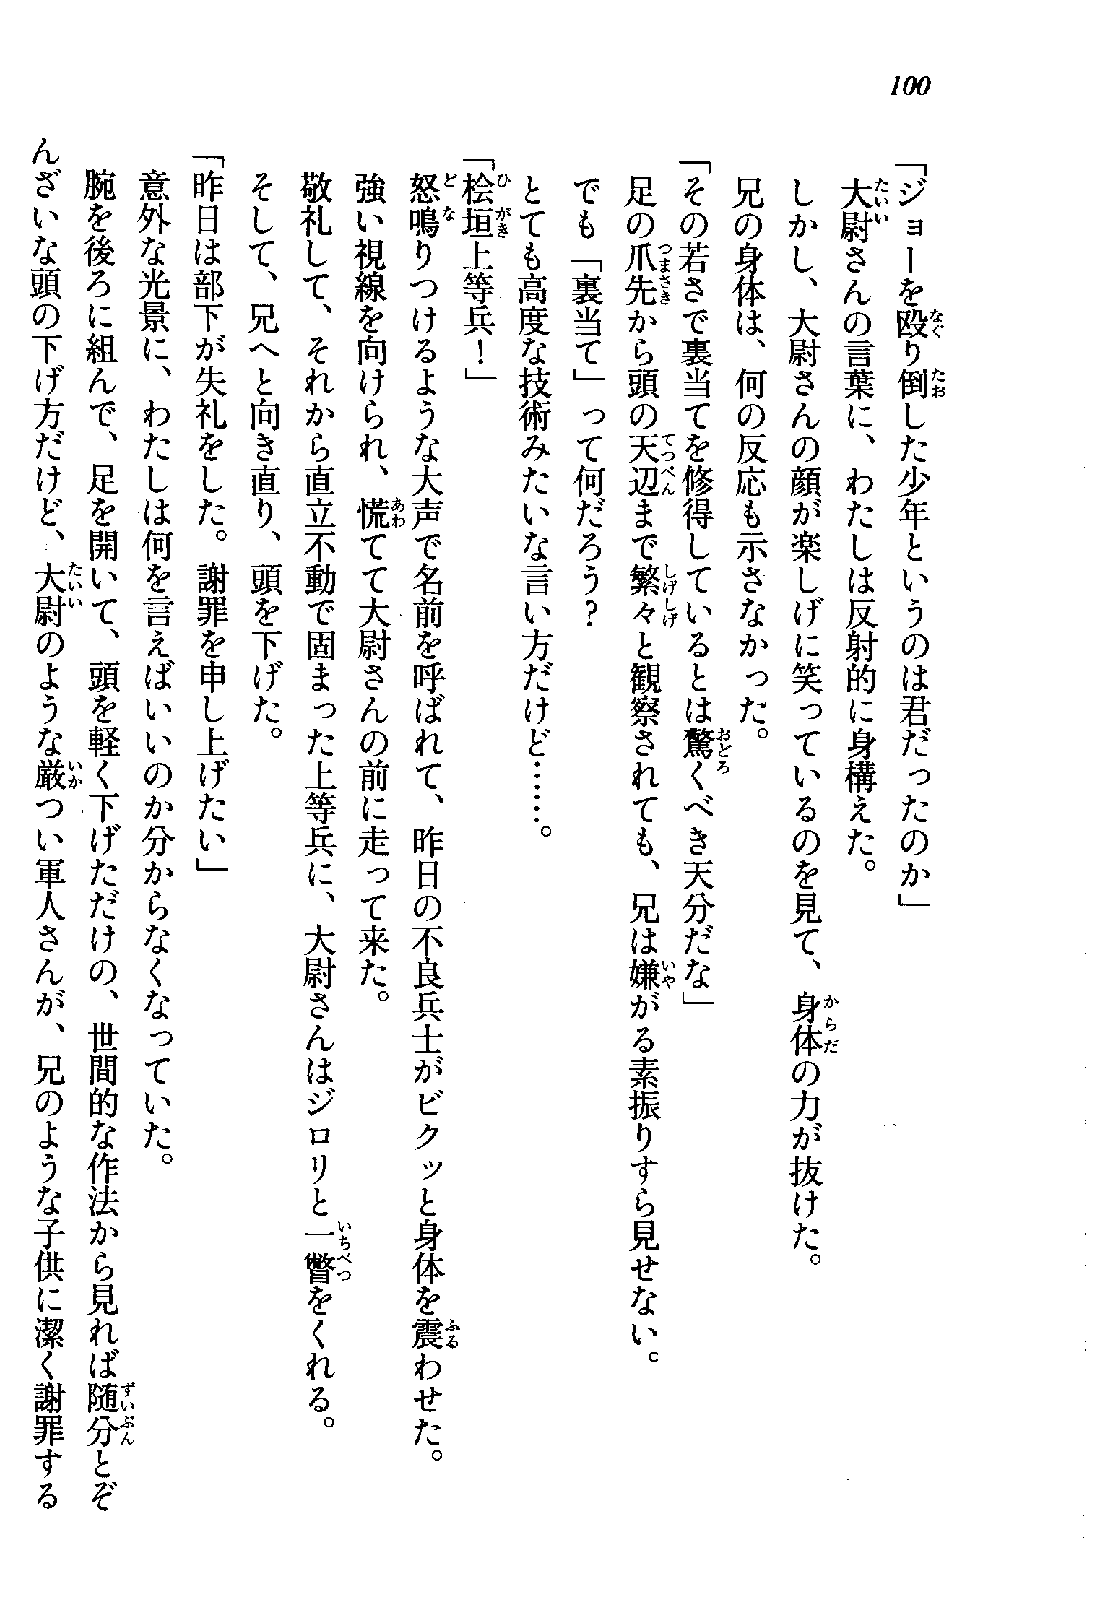 100
「ジョーを殴り倒した少年というのは君だったのか」
大尉さんの言葉に、わたしは反射的に身構えた。
しかし、大尉さんの顔が楽しげに笑っているのを見て、身体の力が抜けた。
兄の身体は、何の反応も示さなかった。
「その若さで裏当てを修得しているとは驚くべき天分だな」
足の爪先から頭の天辺まで繁々と観察されても、兄は嫌がる素振りすら見せない。
でも「裏当て」って何だろう？
とても高度な技術みたいな言い方だけど……。
「桧垣上等兵！」
怒鳴りつけるような大声で名前を呼ばれて、昨日の不良兵士がビクッと身体を震わせた。
強い視線を向けられ、慌てて大尉さんの前に走って来た。
敬礼して、それから直立不動で固まった上等兵に、大尉さんはジロリと一瞥をくれる。
そして、兄へと向き直り、頭を下げた。
「昨日は部下が失礼をした。謝罪を申し上げたい」
意外な光景に、わたしは何を言えばいいのか分からなくなっていた。
腕を後ろに組んで、足を開いて、頭を軽く下げただけの、世間的な作法から見れば随分とぞ
んざいな頭の下げ方だけど、大尉のような厳つい軍人さんが、兄のような子供に潔く謝罪する